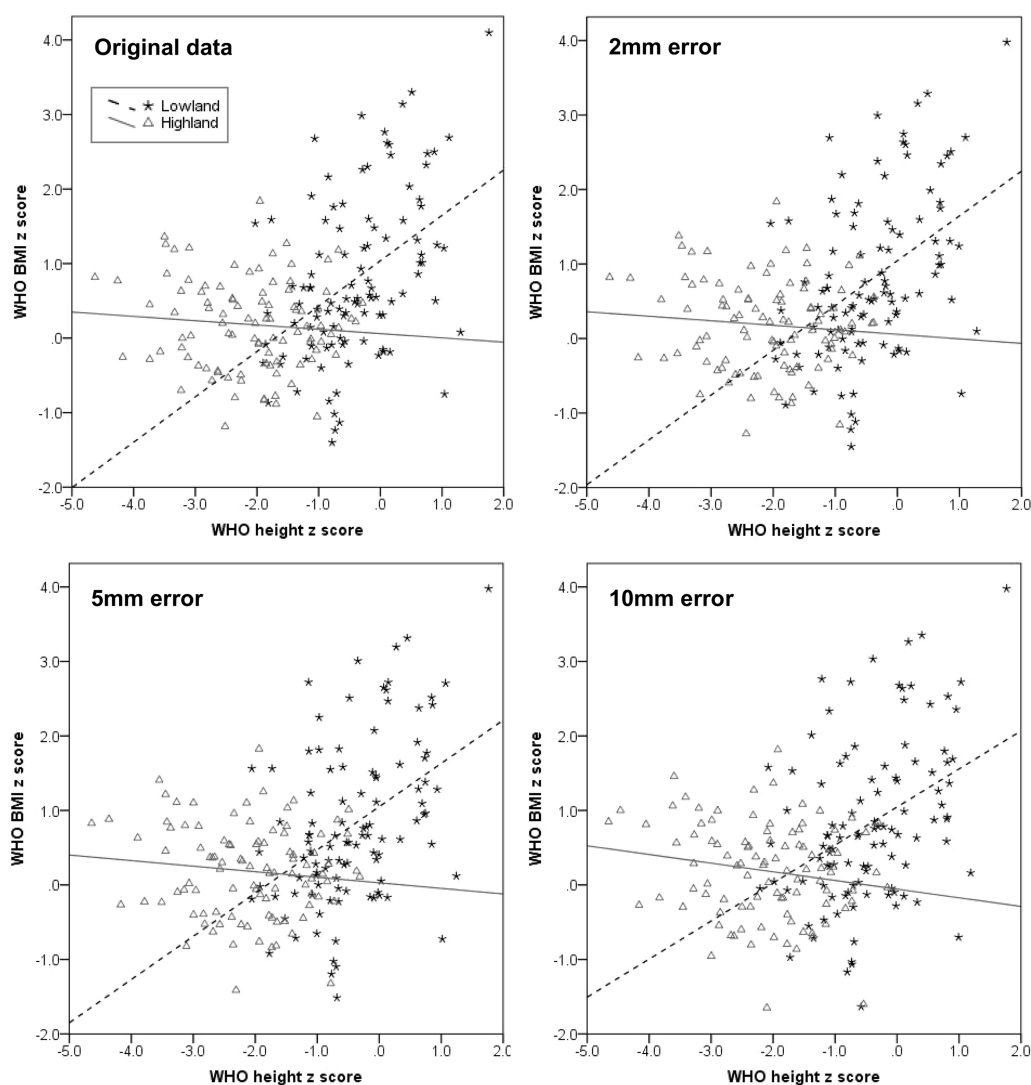 Original data
Lowland
Highland
4.0
3.0
2.0
1.0
.0
-1.0
-2.0
WHO BMI z score
-5.0 -4.0 -3.0 -2.0 -1.0 .0 1.0 2.0
WHO height z score
2mm error
4.0
3.0
2.0
1.0
.0
-1.0
-2.0
WHO BMI z score
-5.0 -4.0 -3.0 -2.0 -1.0 .0 1.0 2.0
WHO height z score
5mm error
4.0
3.0
2.0
1.0
.0
-1.0
-2.0
WHO BMI z score
-5.0 -4.0 -3.0 -2.0 -1.0 .0 1.0 2.0
WHO height z score
10mm error
4.0
3.0
2.0
1.0
.0
-1.0
-2.0
WHO BMI z score
-5.0 -4.0 -3.0 -2.0 -1.0 .0 1.0 2.0
WHO height z score